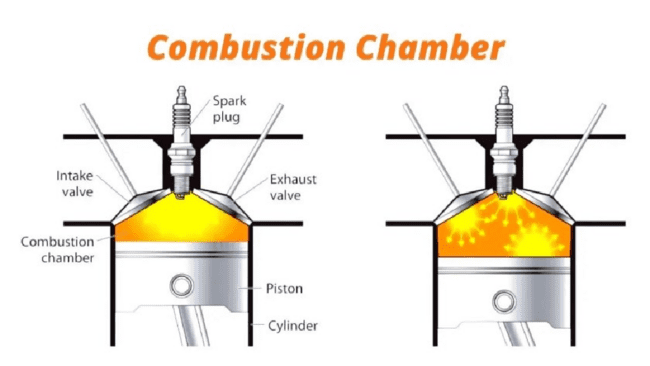 Combustion Chamber
Spark
plug
Intake
valve
Exhaust
valve
Combustion
chamber
Piston
Cylinder